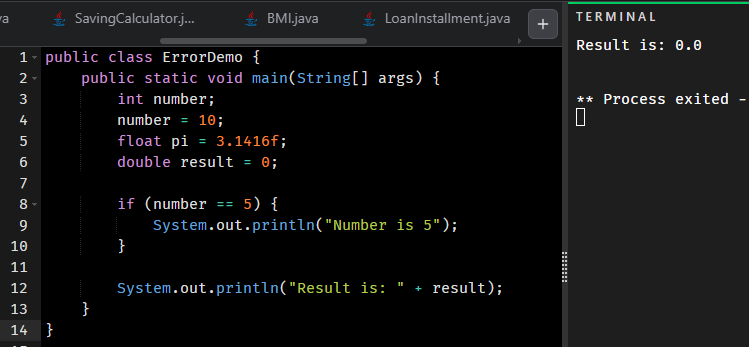 va
SavingCalculator.j...
BMI.java
LoanInstallment.java
+
1 public class ErrorDemo {
2     public static void main(String[] args) {
3         int number;
4         number = 10;
5         float pi = 3.1416f;
6         double result = 0;
7
8         if (number == 5) {
9             System.out.println("Number is 5");
10         }
11
12         System.out.println("Result is: " + result);
13     }
14 }
TERMINAL
Result is: 0.0
** Process exited -